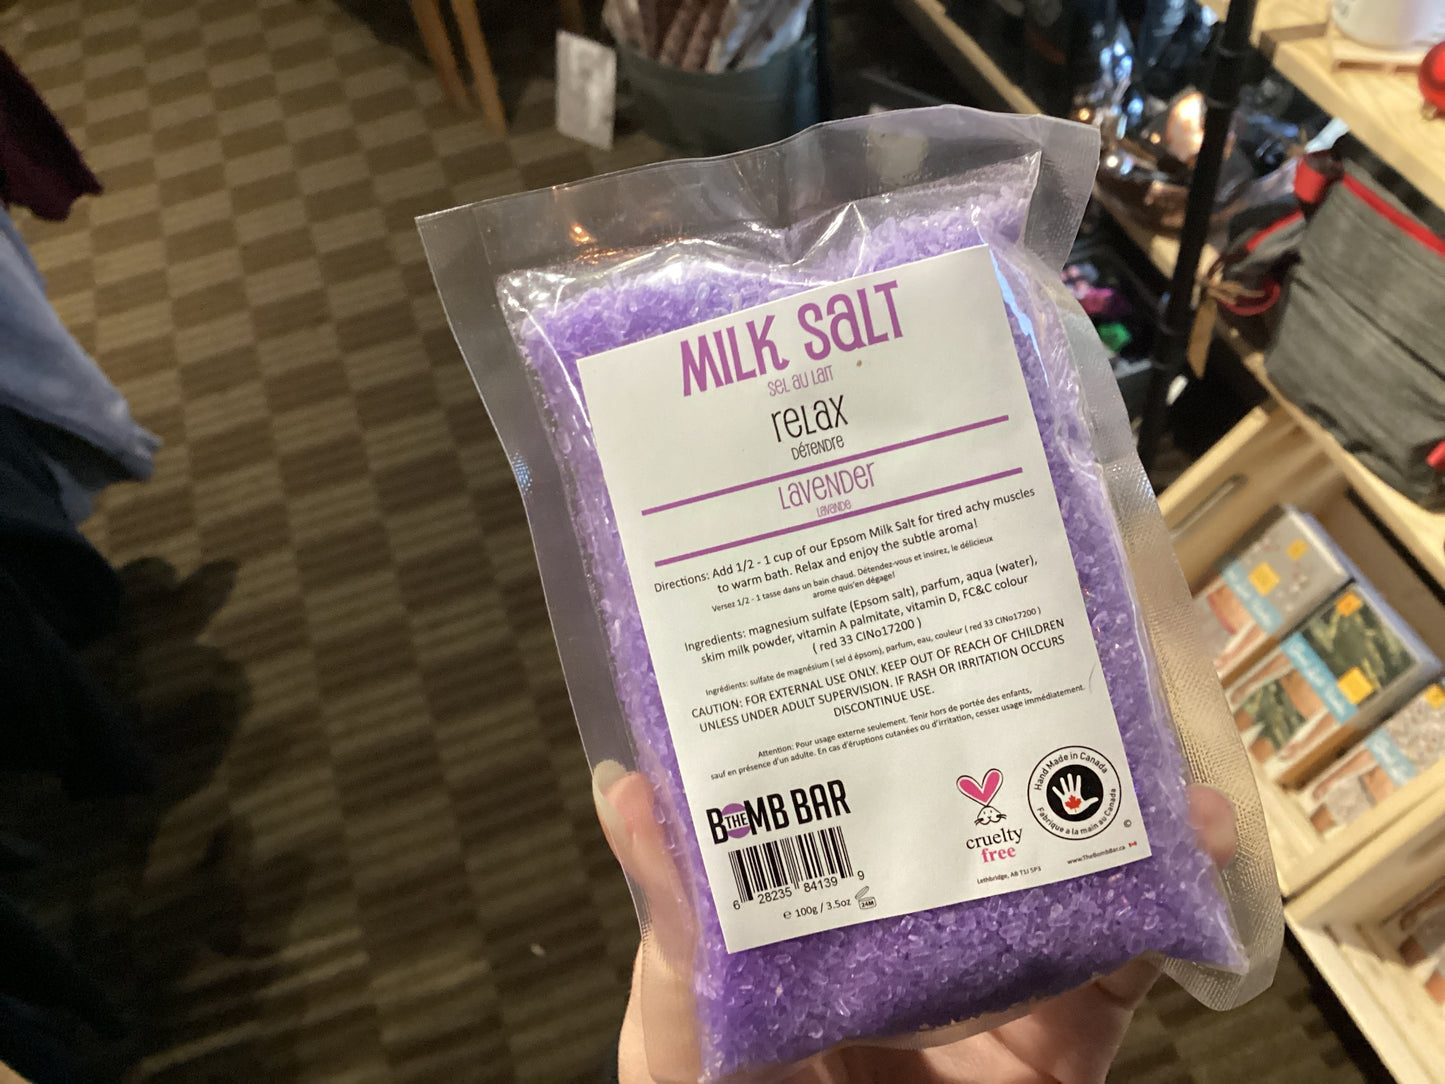 MILK SALT
SEL AU LAIT
RELAX
DÉTENDRE
LAVENDER
LAVANDE
Directions: Add 1/2 - 1 cup of our Epsom Milk Salt for tired achy muscles
to warm bath. Relax and enjoy the subtle aroma!
Versez 1/2 - 1 tasse dans un bain chaud. Détendez-vous et insirez, le délicieux
arome quis'en dégage!
Ingredients: magnesium sulfate (Epsom salt), parfum, aqua (water),
skim milk powder, vitamin A palmitate, vitamin D, FC&C colour
( red 33 CINo17200 )
Ingrédients: sulfate de magnésium ( sel d épsom), parfum, eau, couleur ( red 33 CINo17200 )
CAUTION: FOR EXTERNAL USE ONLY. KEEP OUT OF REACH OF CHILDREN
UNLESS UNDER ADULT SUPERVISION. IF RASH OR IRRITATION OCCURS
DISCONTINUE USE.
Attention: Pour usage externe seulement. Tenir hors de portée des enfants,
sauf en présence d'un adulte. En cas d'éruptions cutanées ou d'irritation, cessez usage immédiatement.
BTHEMB BAR
6 28235 84139 9
e 100g / 3.5oz 24M
cruelty
free
Lethbridge, AB T1J 5P3
Hand Made in Canada
Fabrique a la main au Canada
©
www.TheBombBar.ca